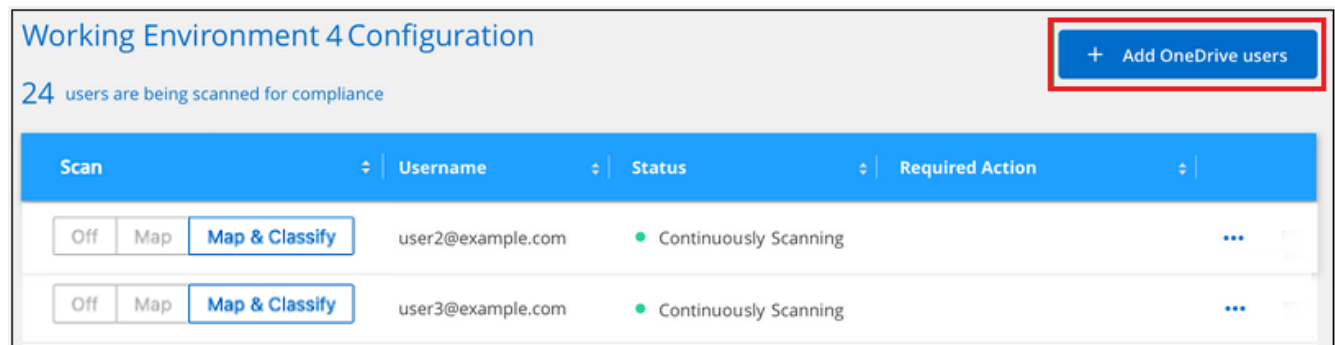 Working Environment 4 Configuration
+ Add OneDrive users
24 users are being scanned for compliance
Scan Username Status Required Action
Off Map Map & Classify user2@example.com Continuously Scanning
Off Map Map & Classify user3@example.com Continuously Scanning